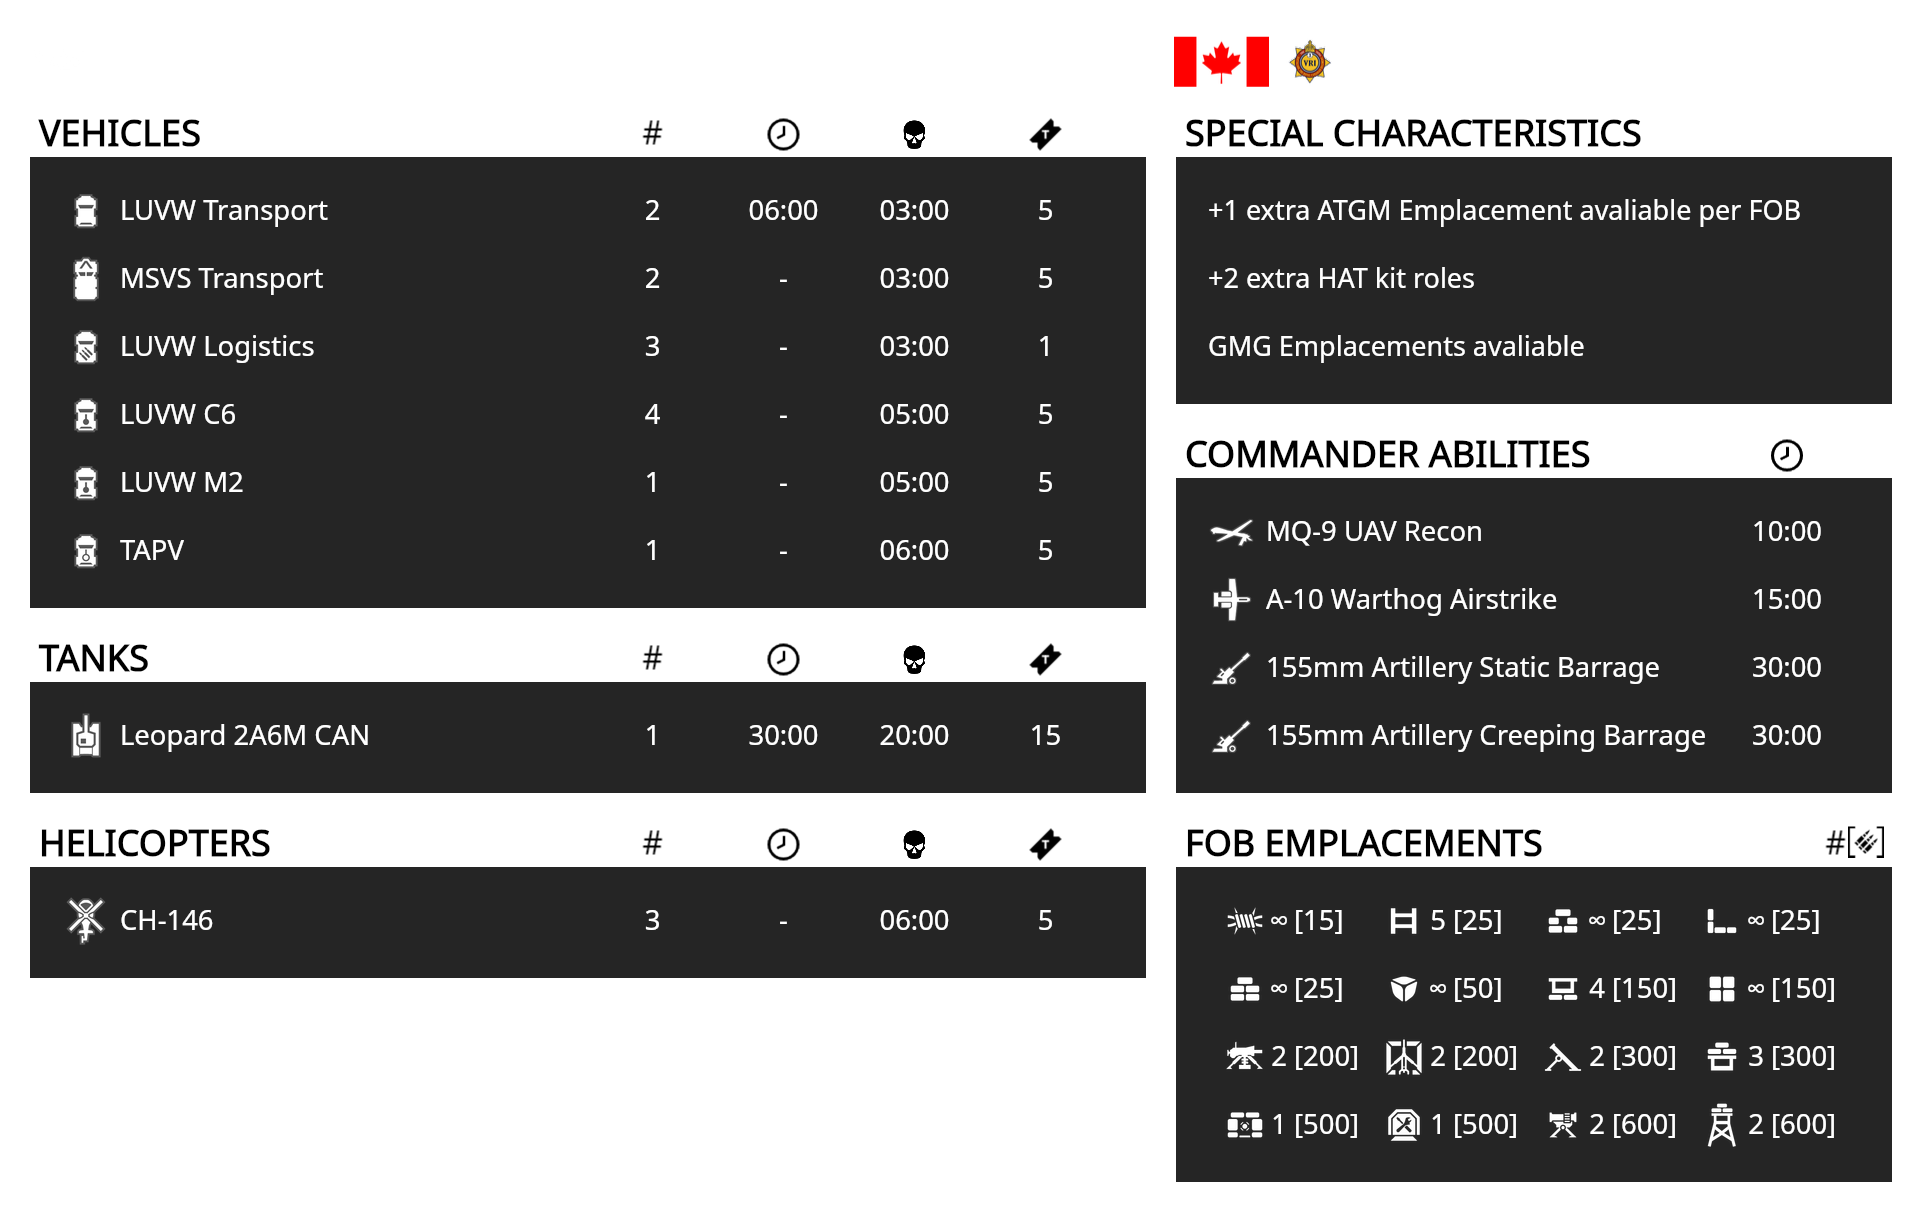 VRI
VEHICLES #
T
LUVW Transport 2 06:00 03:00 5
MSVS Transport 2 - 03:00 5
LUVW Logistics 3 - 03:00 1
LUVW C6 4 - 05:00 5
LUVW M2 1 - 05:00 5
TAPV 1 - 06:00 5
TANKS #
T
Leopard 2A6M CAN 1 30:00 20:00 15
HELICOPTERS #
T
CH-146 3 - 06:00 5
SPECIAL CHARACTERISTICS
+1 extra ATGM Emplacement avaliable per FOB
+2 extra HAT kit roles
GMG Emplacements avaliable
COMMANDER ABILITIES
MQ-9 UAV Recon 10:00
A-10 Warthog Airstrike 15:00
155mm Artillery Static Barrage 30:00
155mm Artillery Creeping Barrage 30:00
FOB EMPLACEMENTS #[]
∞ [15] 5 [25] ∞ [25] ∞ [25]
∞ [25] ∞ [50] 4 [150] ∞ [150]
2 [200] 2 [200] 2 [300] 3 [300]
1 [500] 1 [500] 2 [600] 2 [600]